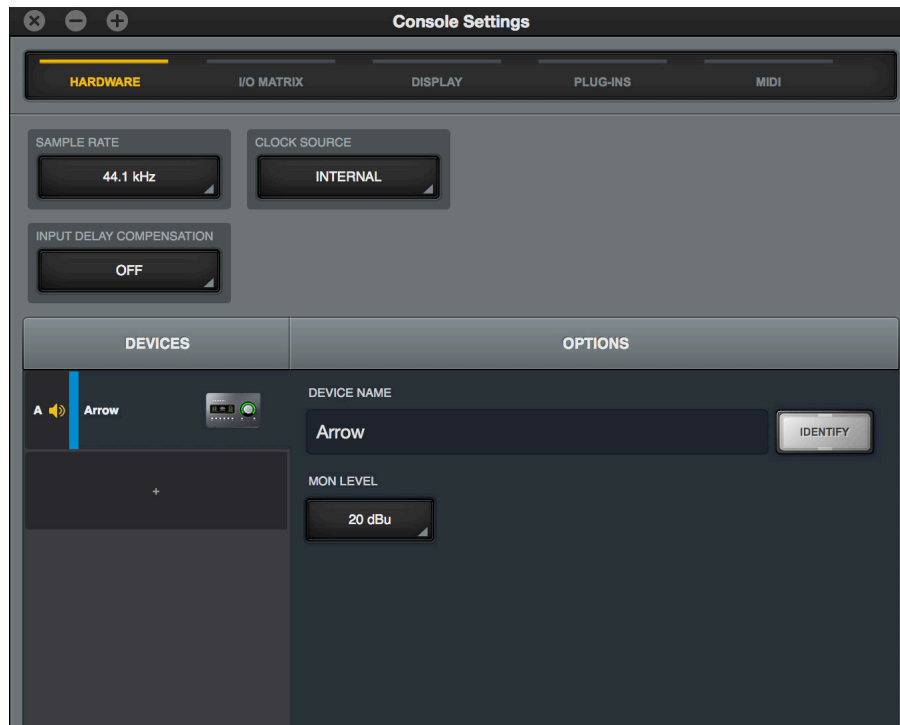 Console Settings
HARDWARE I/O MATRIX DISPLAY PLUG-INS MIDI
SAMPLE RATE CLOCK SOURCE
44.1 kHz INTERNAL
INPUT DELAY COMPENSATION
OFF
DEVICES OPTIONS
DEVICE NAME
A Arrow
Arrow IDENTIFY
MON LEVEL
+
20 dBu